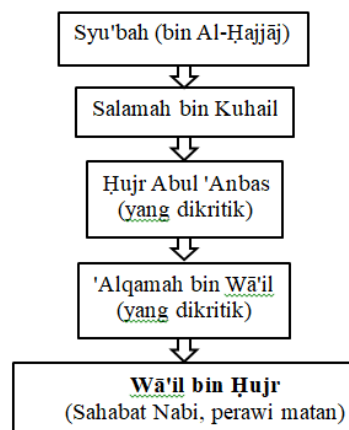 Syu'bah (bin Al-Ḥajjāj)
Salamah bin Kuhail
Ḥujr Abul 'Anbas
(yang dikritik)
'Alqamah bin Wā'il
(yang dikritik)
Wā'il bin Ḥujr
(Sahabat Nabi, perawi matan)